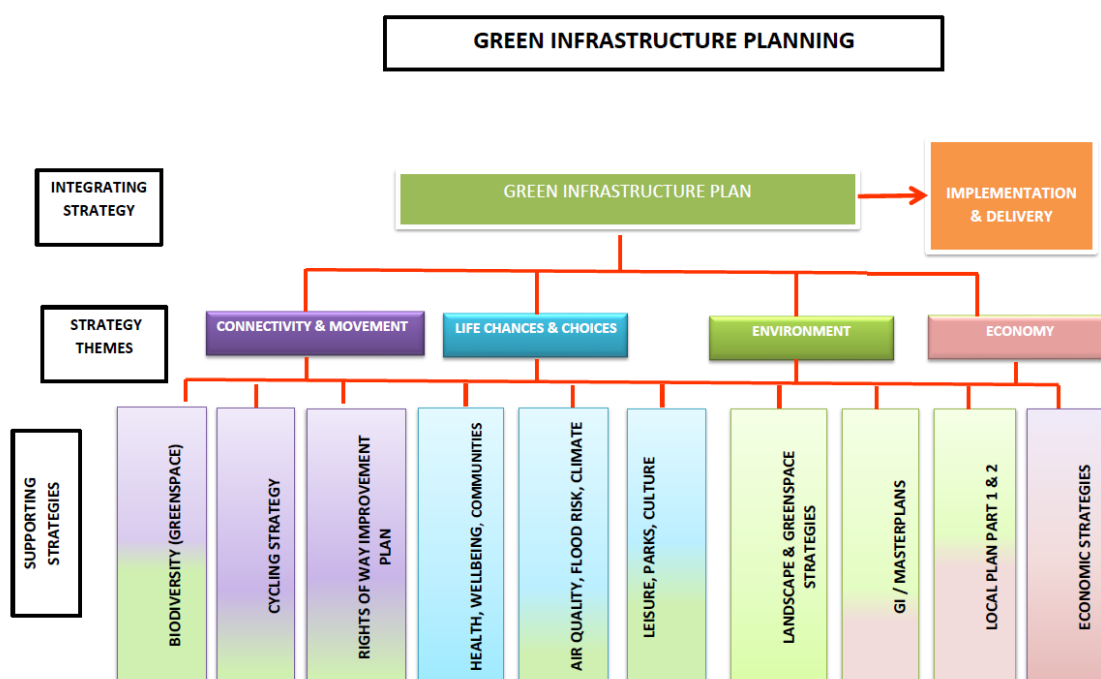 GREEN INFRASTRUCTURE PLANNING
INTEGRATING
STRATEGY
GREEN INFRASTRUCTURE PLAN
IMPLEMENTATION
& DELIVERY
STRATEGY
THEMES
CONNECTIVITY & MOVEMENT
LIFE CHANCES & CHOICES
ENVIRONMENT
ECONOMY
SUPPORTING
STRATEGIES
BIODIVERSITY (GREENSPACE)
CYCLING STRATEGY
RIGHTS OF WAY IMPROVEMENT
PLAN
HEALTH, WELLBEING, COMMUNITIES
AIR QUALITY, FLOOD RISK, CLIMATE
LEISURE, PARKS, CULTURE
LANDSCAPE & GREENSPACE
STRATEGIES
GI / MASTERPLANS
LOCAL PLAN PART 1 & 2
ECONOMIC STRATEGIES